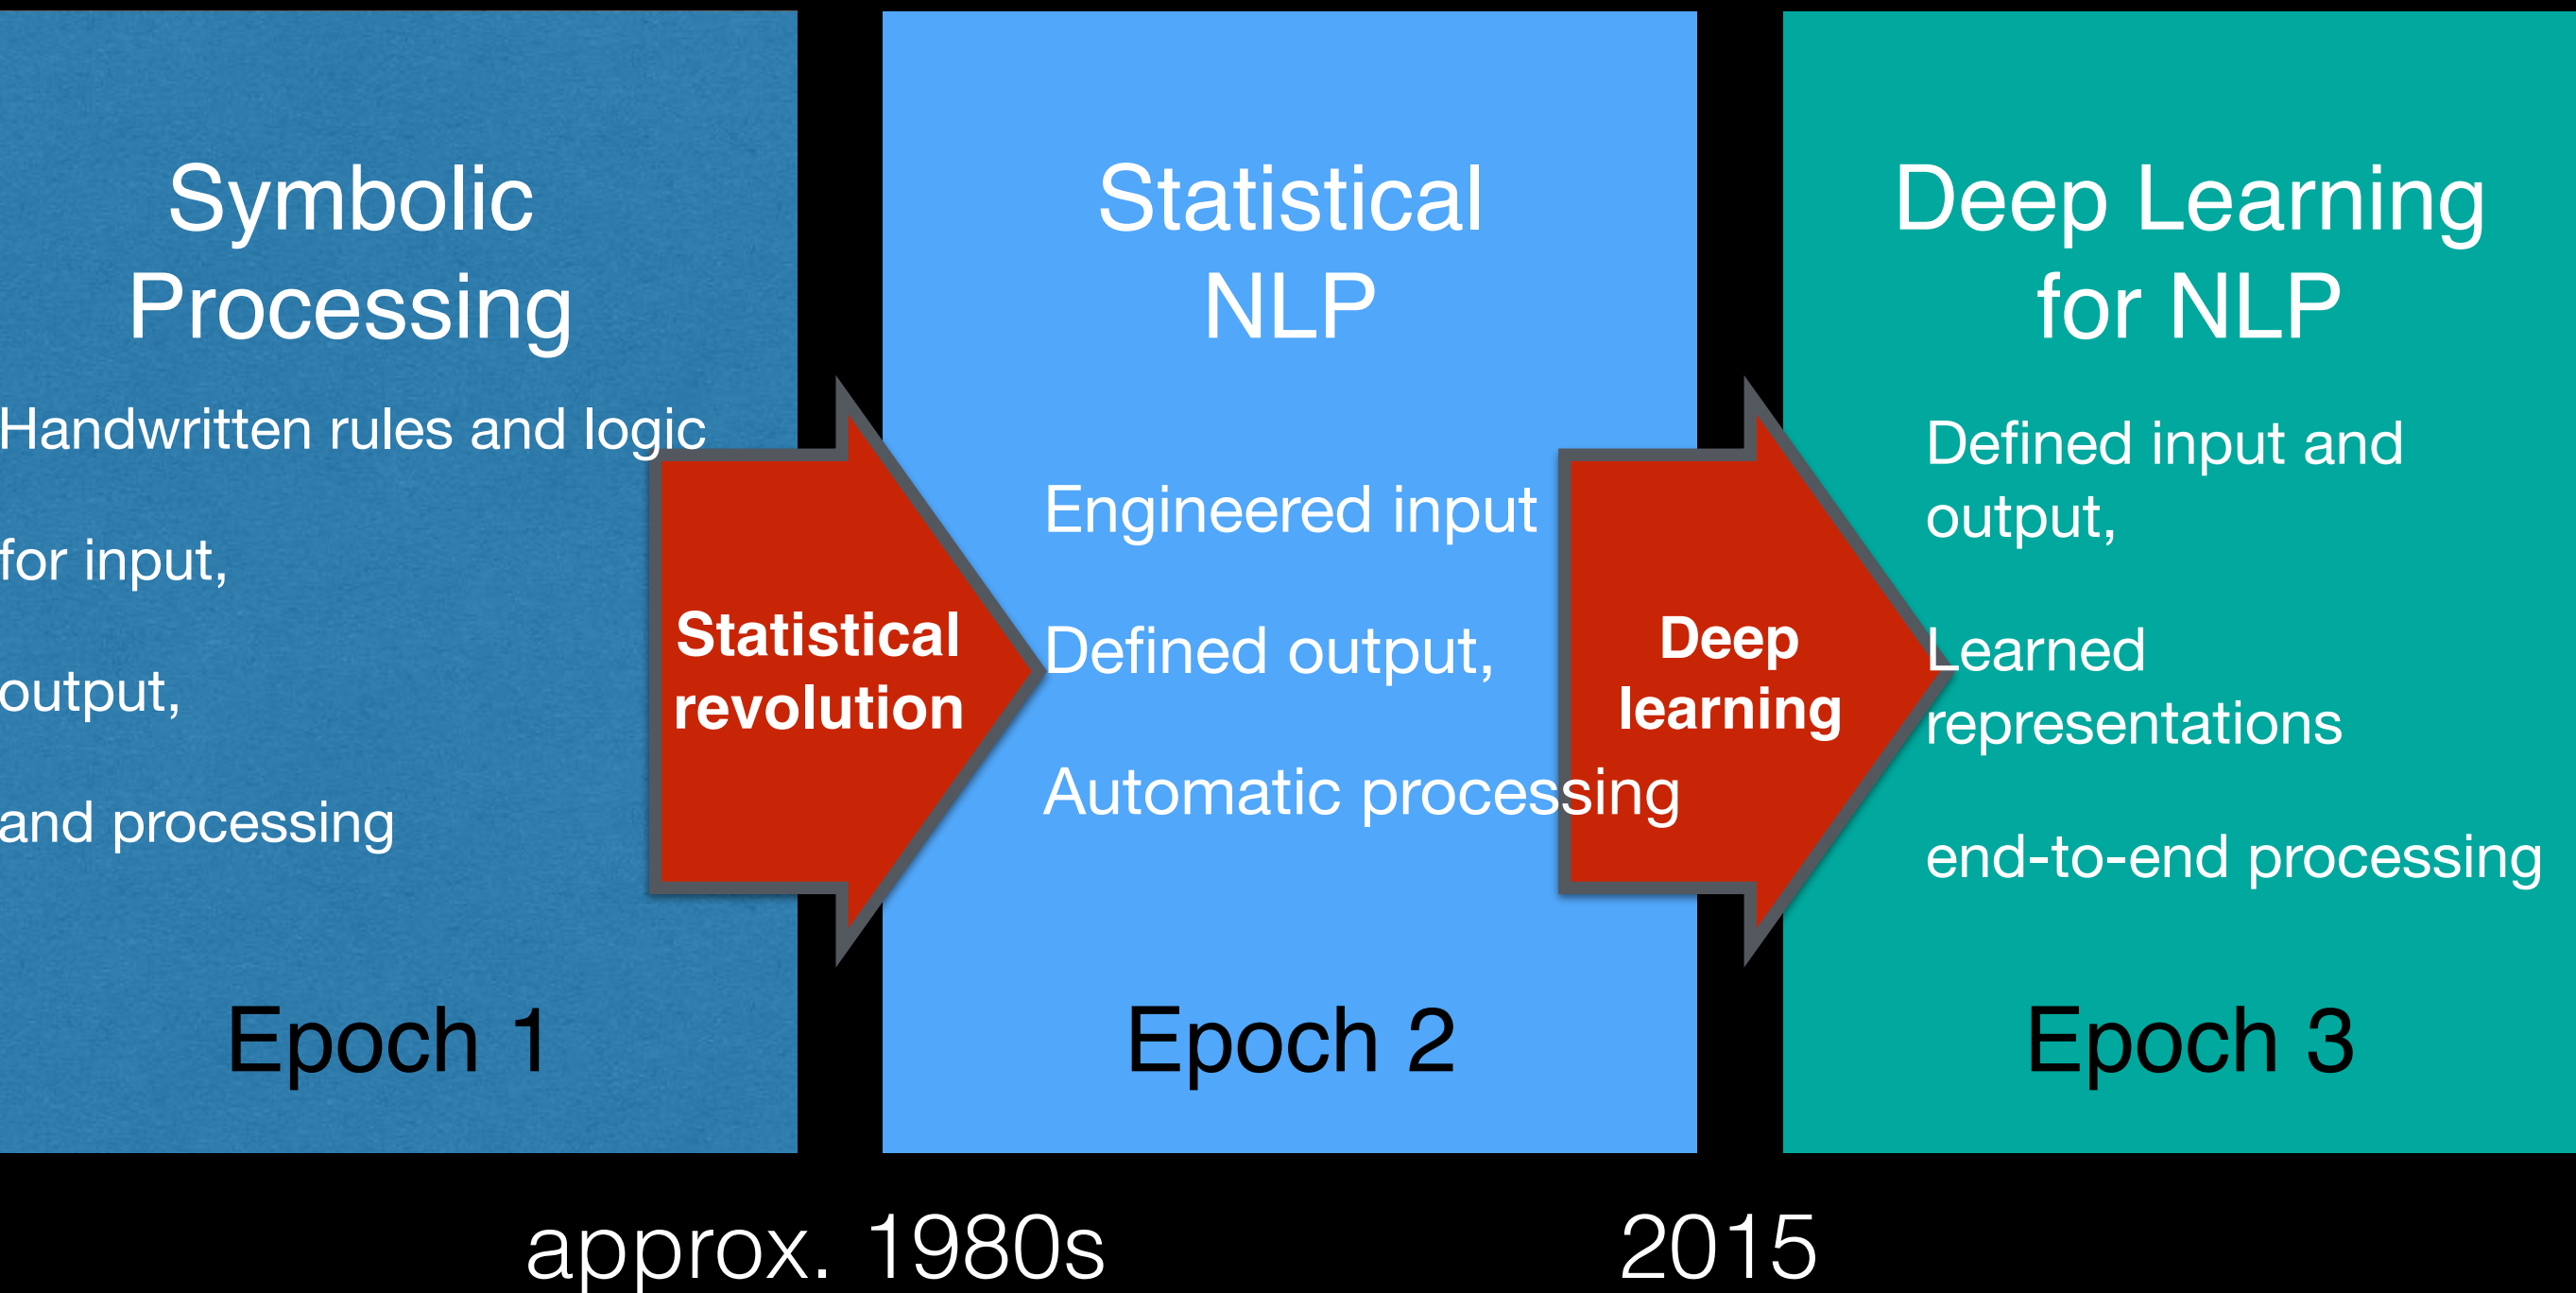 Symbolic
Processing
Handwritten rules and logic
for input,
output,
and processing
Epoch 1
Statistical
revolution
Statistical
NLP
Engineered input
Defined output,
Automatic processing
Epoch 2
Deep
learning
Deep Learning
for NLP
Defined input and
output,
Learned
representations
end-to-end processing
Epoch 3
approx. 1980s
2015